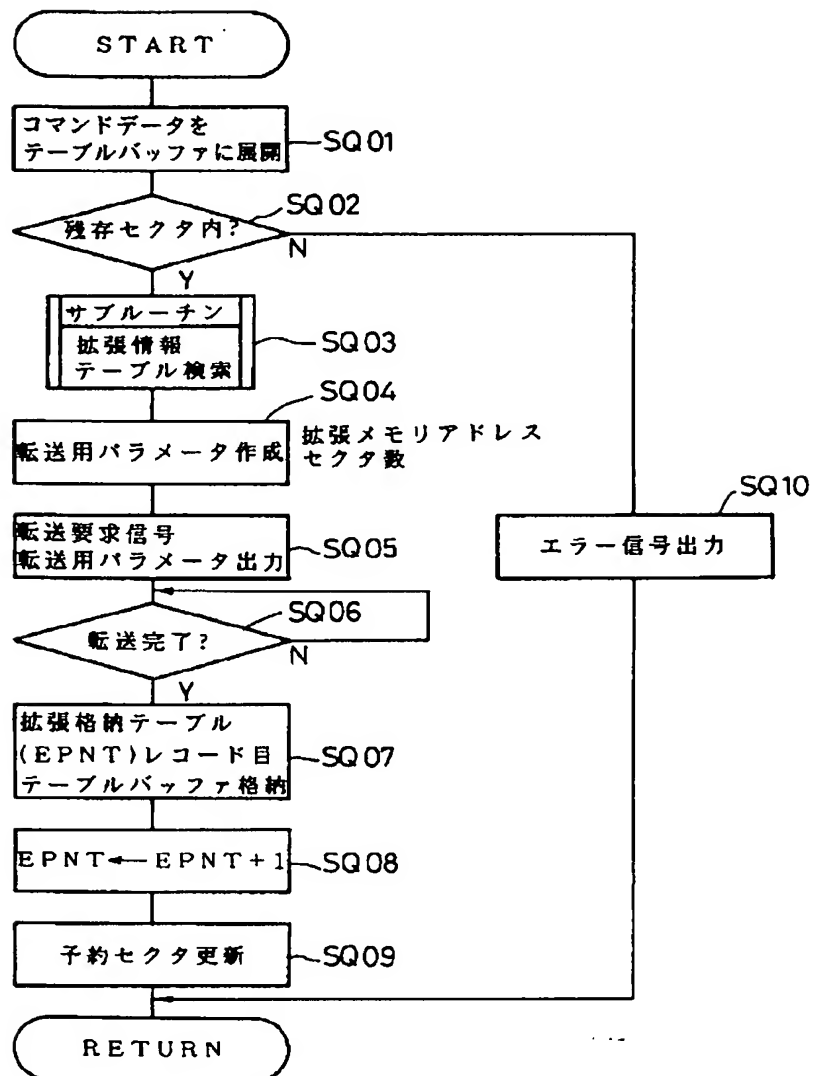 START
コマンドデータを
テーブルバッファに展開
SQ01
SQ02
残存セクタ内?
N
Y
サブルーチン
拡張情報
テーブル検索
SQ03
SQ04
転送用パラメータ作成
拡張メモリアドレス
セクタ数
転送要求信号
転送用パラメータ出力
SQ05
SQ10
エラー信号出力
SQ06
転送完了?
N
Y
拡張格納テーブル
(EPNT)レコード目
テーブルバッファ格納
SQ07
EPNT←EPNT+1
SQ08
予約セクタ更新
SQ09
RETURN